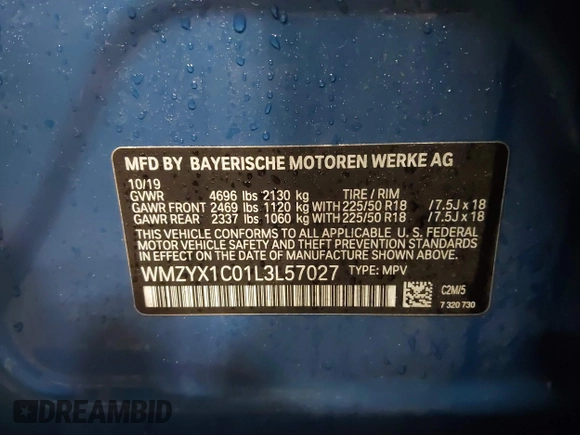 MFD BY BAYERISCHE MOTOREN WERKE AG
10/19
GVWR 4696 lbs 2130 kg TIRE / RIM
GAWR FRONT 2469 lbs 1120 kg WITH 225/50 R18 / 7.5J x 18
GAWR REAR 2337 lbs 1060 kg WITH 225/50 R18 / 7.5J x 18
THIS VEHICLE CONFORMS TO ALL APPLICABLE U. S. FEDERAL
MOTOR VEHICLE SAFETY AND THEFT PREVENTION STANDARDS
IN EFFECT ON THE DATE OF MANUFACTURE SHOWN ABOVE.
WMZYX1C01L3L57027 TYPE: MPV
C2M/5
7 320 730
DREAMBID